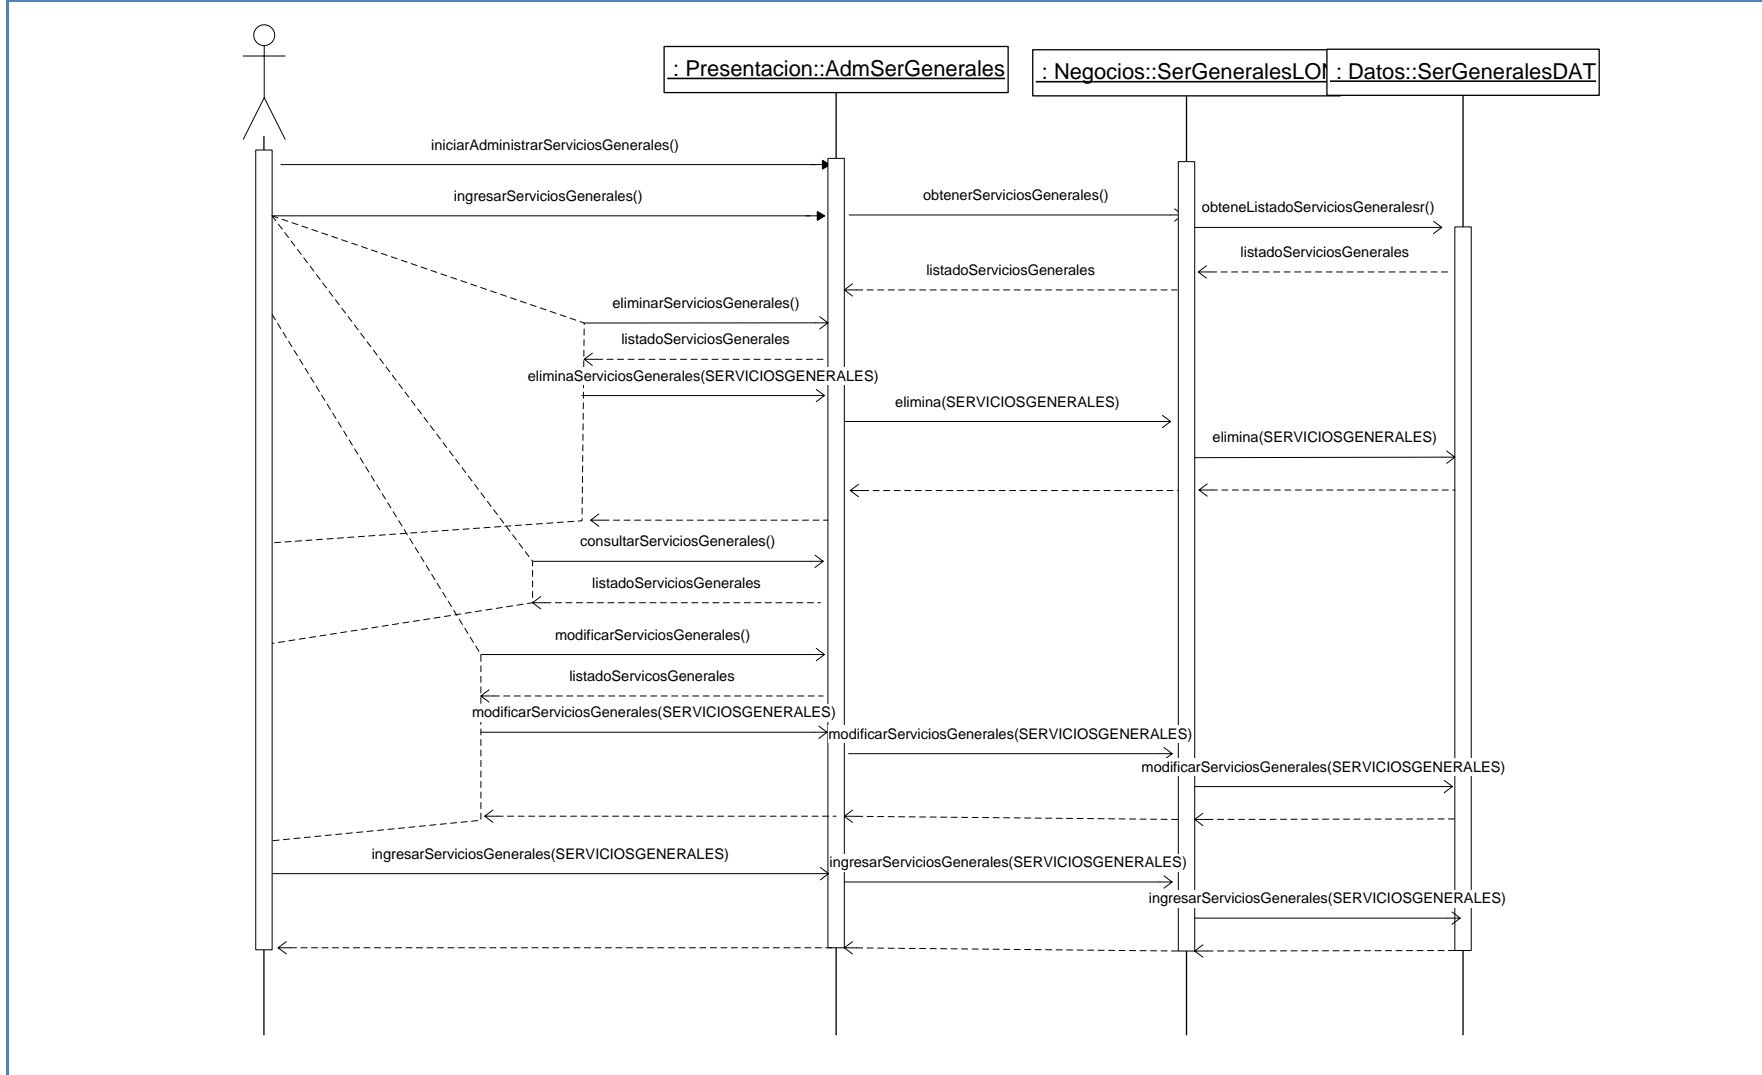 : Presentacion::AdmSerGenerales
: Negocios::SerGeneralesLON
: Datos::SerGeneralesDAT
iniciarAdministrarServiciosGenerales()
ingresarServiciosGenerales()
obtenerServiciosGenerales()
obteneListadoServiciosGeneralesr()
listadoServiciosGenerales
listadoServiciosGenerales
eliminarServiciosGenerales()
listadoServiciosGenerales
eliminaServiciosGenerales(SERVICIOSGENERALES)
elimina(SERVICIOSGENERALES)
elimina(SERVICIOSGENERALES)
consultarServiciosGenerales()
listadoServiciosGenerales
modificarServiciosGenerales()
listadoServicosGenerales
modificarServiciosGenerales(SERVICIOSGENERALES)
modificarServiciosGenerales(SERVICIOSGENERALES)
modificarServiciosGenerales(SERVICIOSGENERALES)
ingresarServiciosGenerales(SERVICIOSGENERALES)
ingresarServiciosGenerales(SERVICIOSGENERALES)
ingresarServiciosGenerales(SERVICIOSGENERALES)